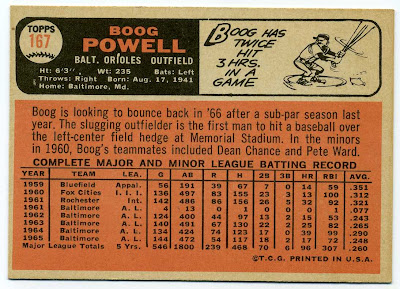 TOPPS
167
BOOG
POWELL
BALT. ORIOLES OUTFIELD
Ht: 6'3" Wt: 235 Bats: Left
Throws: Right Born: Aug. 17, 1941
Home: Baltimore, Md.
BOOG HAS
TWICE
HIT
3 HRS.
IN A
GAME
Boog is looking to bounce back in '66 after a sub-par season
last year. The slugging outfielder is the first man to hit a baseball over
the left-center field hedge at Memorial Stadium. In the minors
in 1960, Boog's teammates included Dean Chance and Pete Ward.
COMPLETE MAJOR AND MINOR LEAGUE BATTING RECORD
YEAR TEAM LEA. G AB R H 2B 3B HR RBI AVG.
1959 Bluefield Appal. 56 191 39 67 0 14 59 .351
1960 Fox Cities I. I. I. 136 497 83 155 23 3 13 100 .312
1961 Rochester Int. 142 486 86 156 32 92 .321
1961 Baltimore A. L. 4 13 0 1 0 0 0 1 .077
1962 Baltimore A. L. 124 400 44 97 13 2 15 53 .243
1963 Baltimore A. L. 140 491 67 130 22 2 25 82 .265
1964 Baltimore A. L. 134 424 74 123 17 0 39 99 .290
1965 Baltimore A. L. 144 472 54 117 18 2 17 72 .248
Major League Totals 5 Yrs. 546 1800 239 468 70 6 96 307 .260
©T.C.G. PRINTED IN U.S.A.